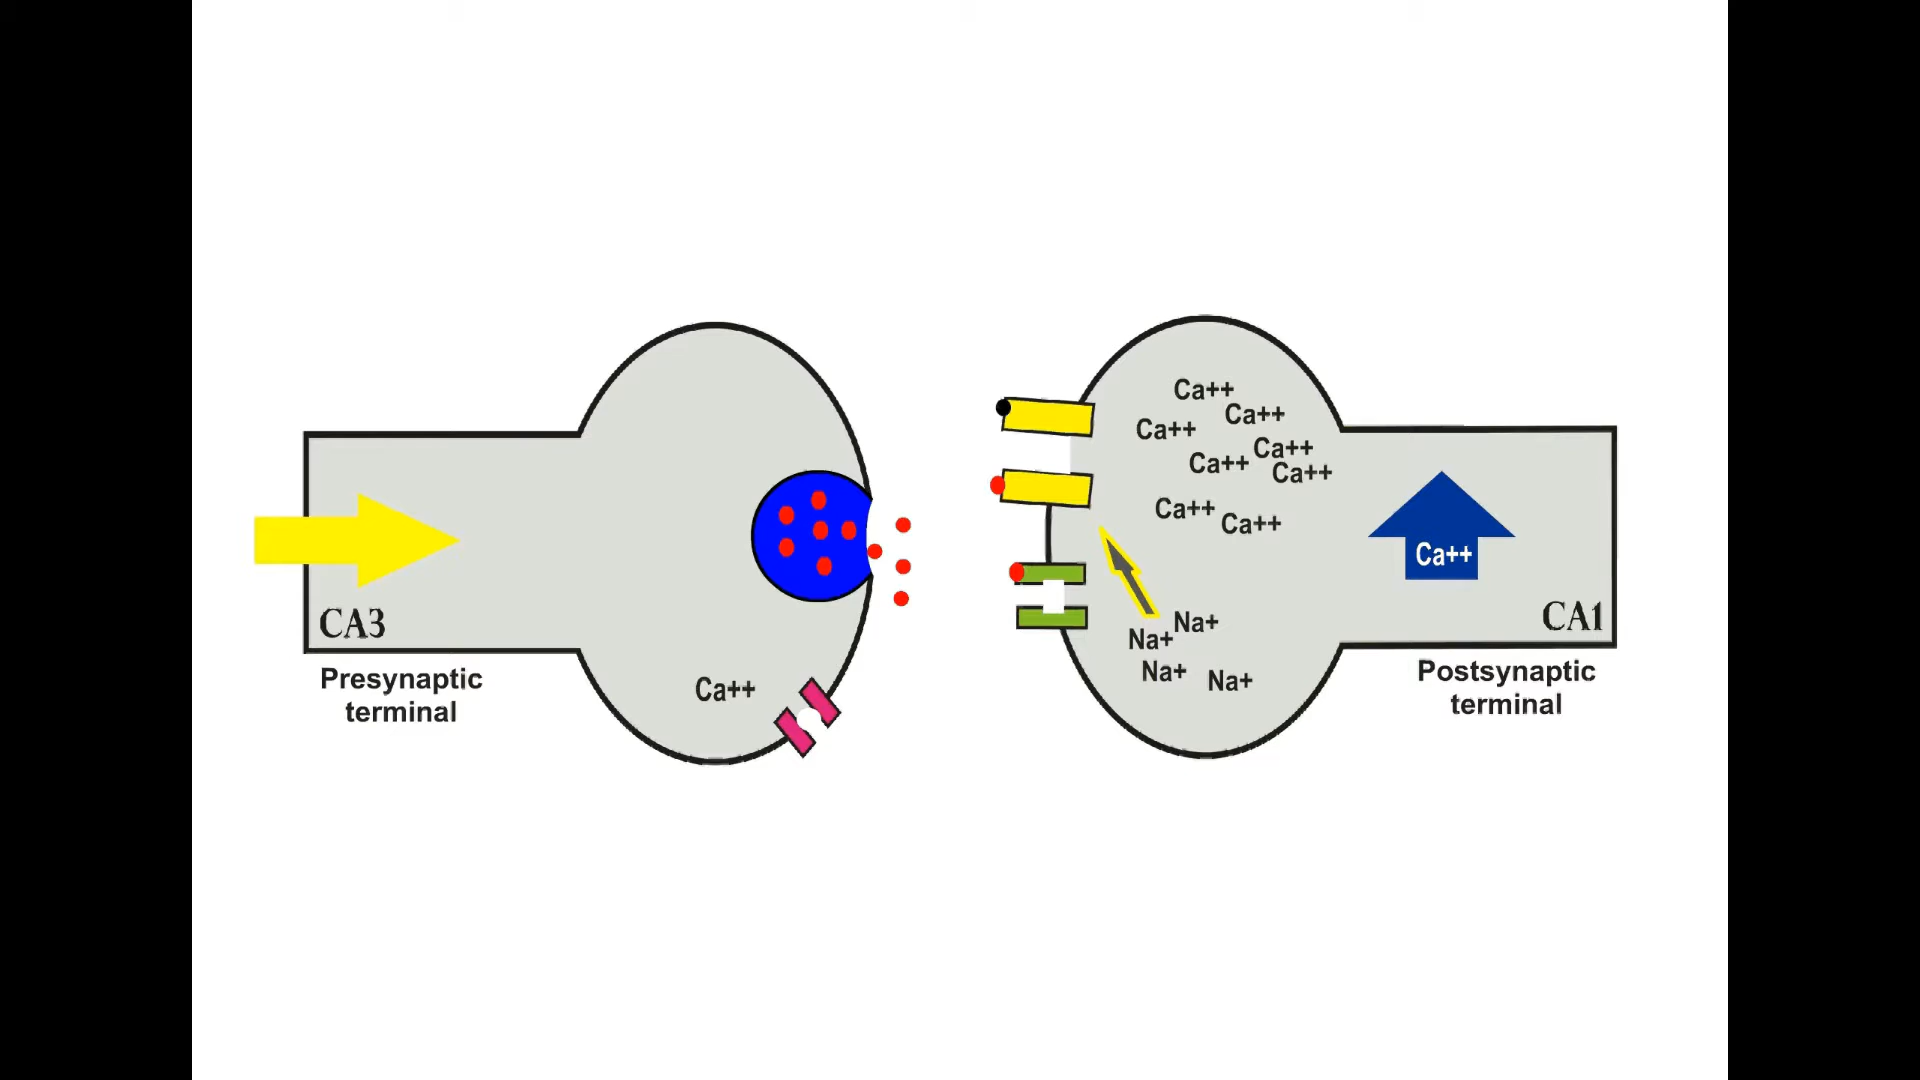 CA3
Presynaptic
terminal
Ca++
Ca++
Ca++
Ca++
Ca++
Ca++
Ca++
Ca++
Ca++
Na+
Na+
Na+
Na+
Ca++
CA1
Postsynaptic
terminal